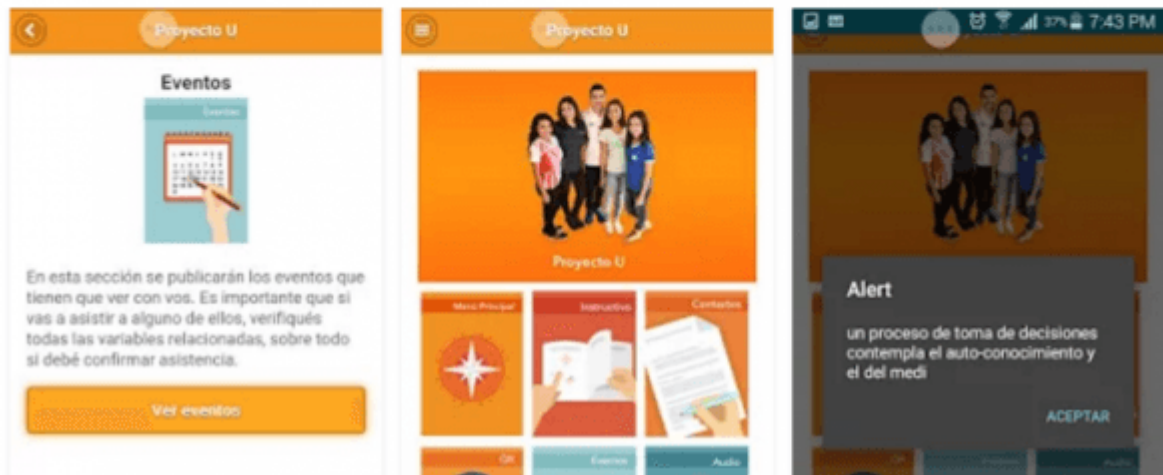 Proyecto U
Eventos
Eventos
En esta sección se publicarán los eventos que
tienen que ver con vos. Es importante que si
vas a asistir a alguno de ellos, verifiqués
todas las variables relacionadas, sobre todo
si debé confirmar asistencia.
Ver eventos
Proyecto U
Proyecto U
Menú Principal
Instructivo
Contextos
QR
Eventos
Audio
37% 7:43 PM
Alert
un proceso de toma de decisiones
contempla el auto-conocimiento y
el del medi
ACEPTAR